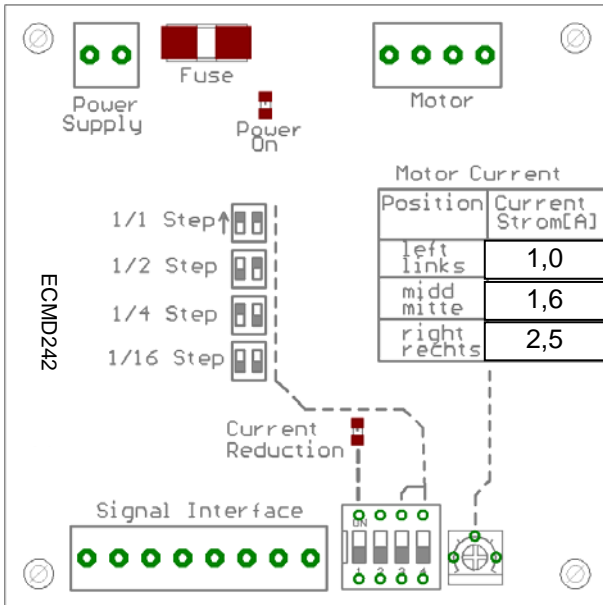 Fuse
Power
Supply
Power
On
Motor
Motor Current
Position
Current
Strom[A]
left
links
1,0
midd
mitte
1,6
right
rechts
2,5
1/1 Step
1/2 Step
1/4 Step
1/16 Step
ECMD242
Current
Reduction
Signal Interface
ON
1 2 3 4